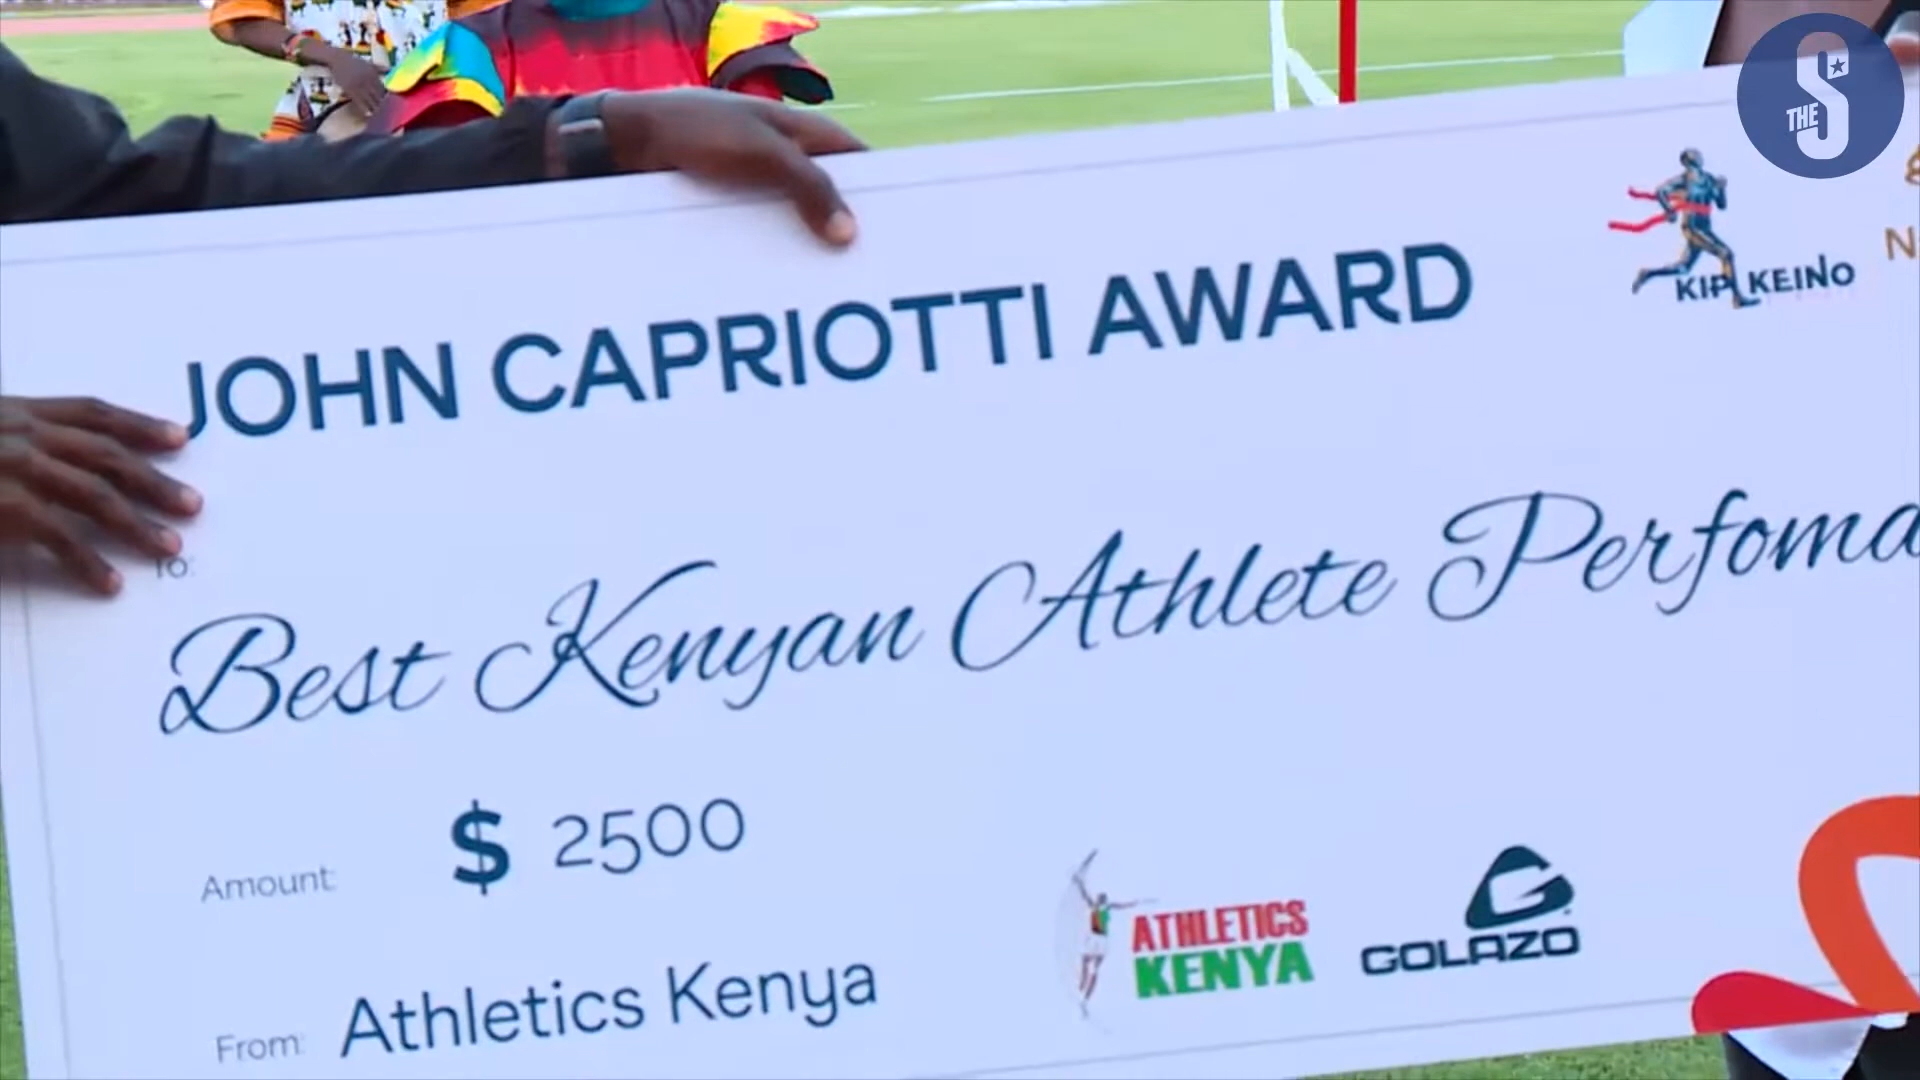 THE S
KIP KEINO
JOHN CAPRIOTTI AWARD
To:
Best Kenyan Athlete Perfoma
Amount: $ 2500
ATHLETICS
KENYA
GOLAZO
From: Athletics Kenya